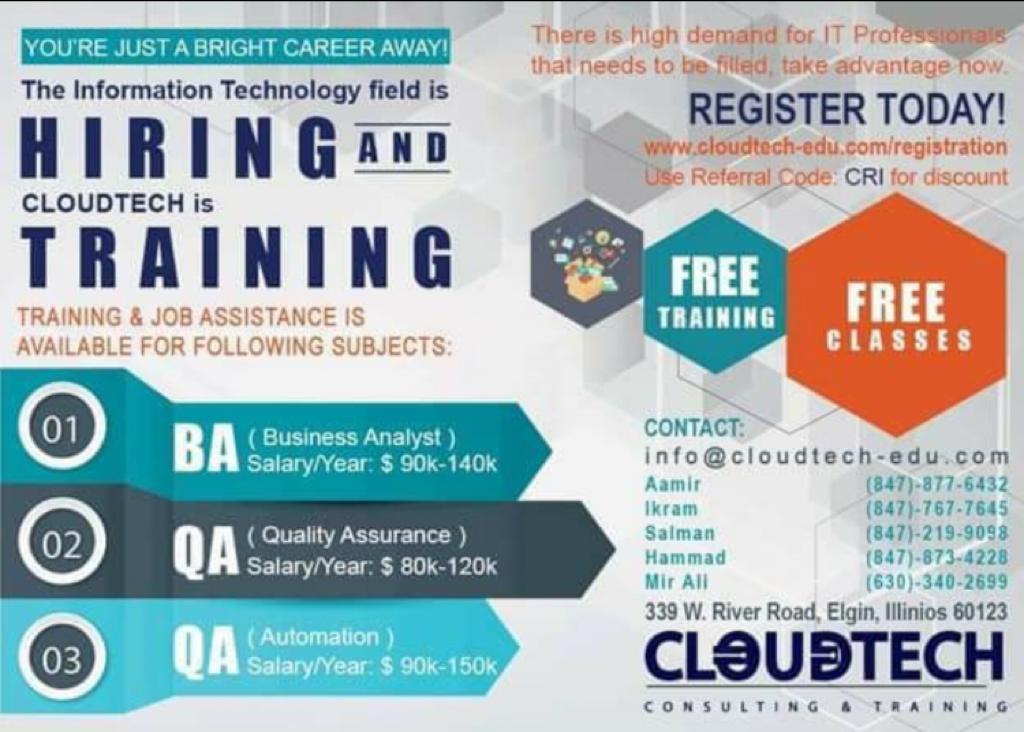 YOU'RE JUST A BRIGHT CAREER AWAY!
The Information Technology field is
HIRING AND
CLOUDTECH is
TRAINING
TRAINING & JOB ASSISTANCE IS
AVAILABLE FOR FOLLOWING SUBJECTS:
01
BA ( Business Analyst )
Salary/Year: $ 90k-140k
02
QA ( Quality Assurance )
Salary/Year: $ 80k-120k
03
QA ( Automation )
Salary/Year: $ 90k-150k
There is high demand for IT Professionals
that needs to be filled, take advantage now.
REGISTER TODAY!
www.cloudtech-edu.com/registration
Use Referral Code: CRI for discount
FREE
TRAINING
FREE
CLASSES
CONTACT:
info@cloudtech-edu.com
Aamir (847)-877-6432
Ikram (847)-767-7645
Salman (847)-219-9098
Hammad (847)-873-4228
Mir Ali (630)-340-2699
339 W. River Road, Elgin, Illinios 60123
CLOUDTECH
CONSULTING & TRAINING